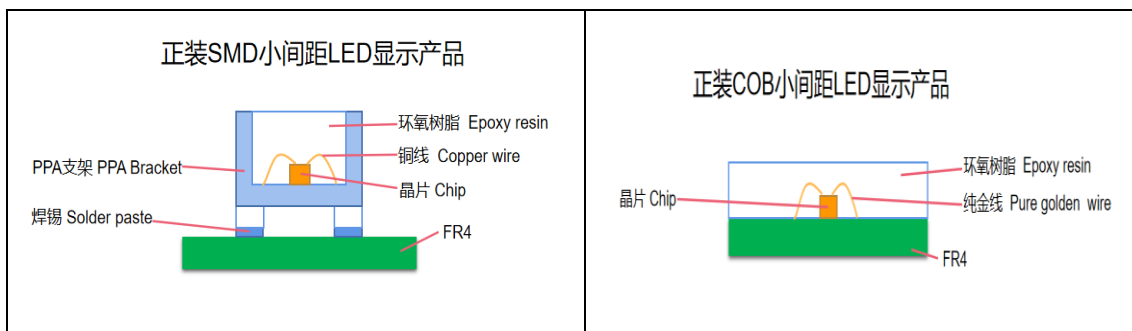 正装SMD小间距LED显示产品
环氧树脂 Epoxy resin
铜线 Copper wire
PPA支架 PPA Bracket
晶片 Chip
焊锡 Solder paste
FR4
正装COB小间距LED显示产品
环氧树脂 Epoxy resin
晶片 Chip
纯金线 Pure golden wire
FR4